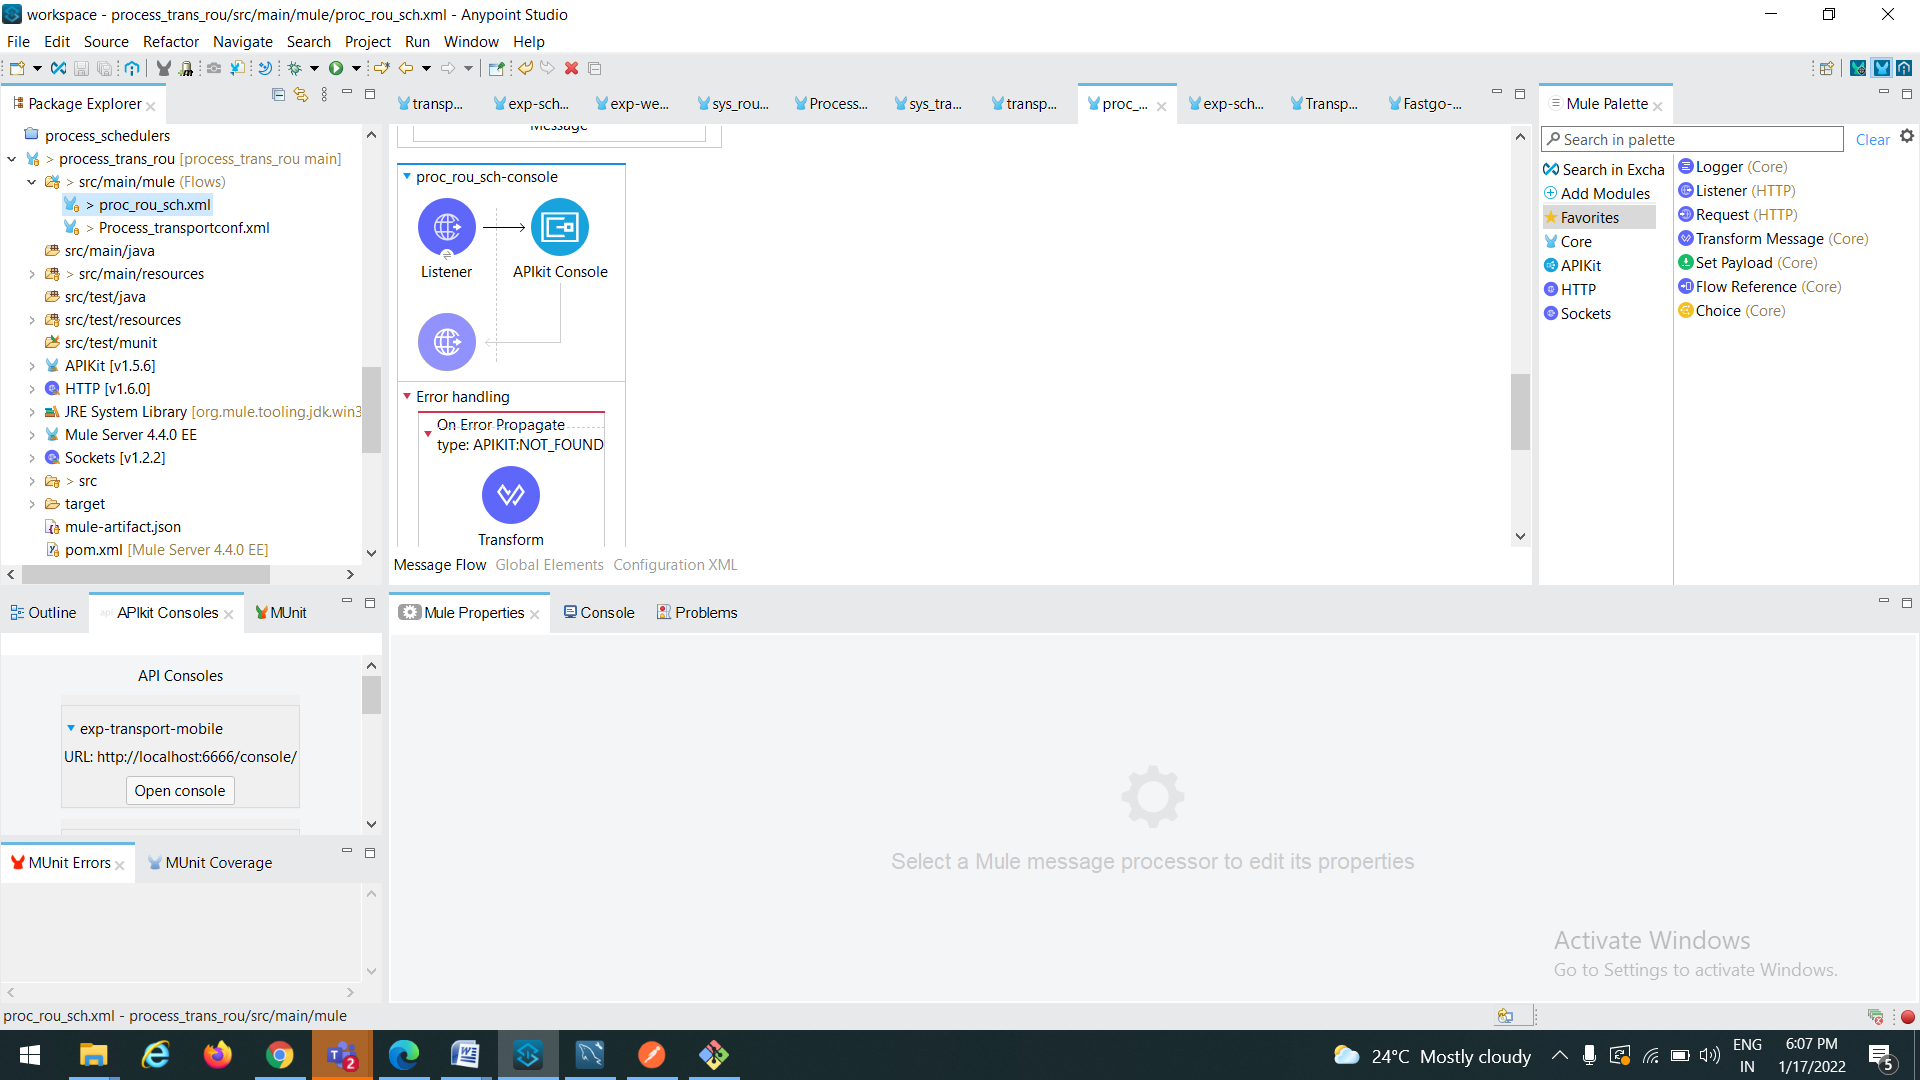 workspace - process_trans_rou/src/main/mule/proc_rou_sch.xml - Anypoint Studio
File Edit Source Refactor Navigate Search Project Run Window Help
Package Explorer
process_schedulers
> process_trans_rou [process_trans_rou main]
> src/main/mule (Flows)
> proc_rou_sch.xml
> Process_transportconf.xml
src/main/java
> src/main/resources
src/test/java
src/test/resources
src/test/munit
APIKit [v1.5.6]
HTTP [v1.6.0]
JRE System Library [org.mule.tooling.jdk.win3
Mule Server 4.4.0 EE
Sockets [v1.2.2]
> src
target
mule-artifact.json
pom.xml [Mule Server 4.4.0 EE]
transp... exp-sch... exp-we... sys_rou... Process... sys_tra... transp... proc_... exp-sch... Transp... Fastgo-...
Message
proc_rou_sch-console
Listener
APIkit Console
Error handling
On Error Propagate
type: APIKIT:NOT_FOUND
Transform
Message Flow Global Elements Configuration XML
Mule Palette
Search in palette
Clear
Search in Excha
Add Modules
Favorites
Core
APIKit
HTTP
Sockets
Logger (Core)
Listener (HTTP)
Request (HTTP)
Transform Message (Core)
Set Payload (Core)
Flow Reference (Core)
Choice (Core)
Outline APIkit Consoles MUnit
API Consoles
exp-transport-mobile
URL: http://localhost:6666/console/
Open console
MUnit Errors MUnit Coverage
Mule Properties Console Problems
Select a Mule message processor to edit its properties
Activate Windows
Go to Settings to activate Windows.
proc_rou_sch.xml - process_trans_rou/src/main/mule
2
24°C Mostly cloudy
ENG
IN
6:07 PM
1/17/2022
5